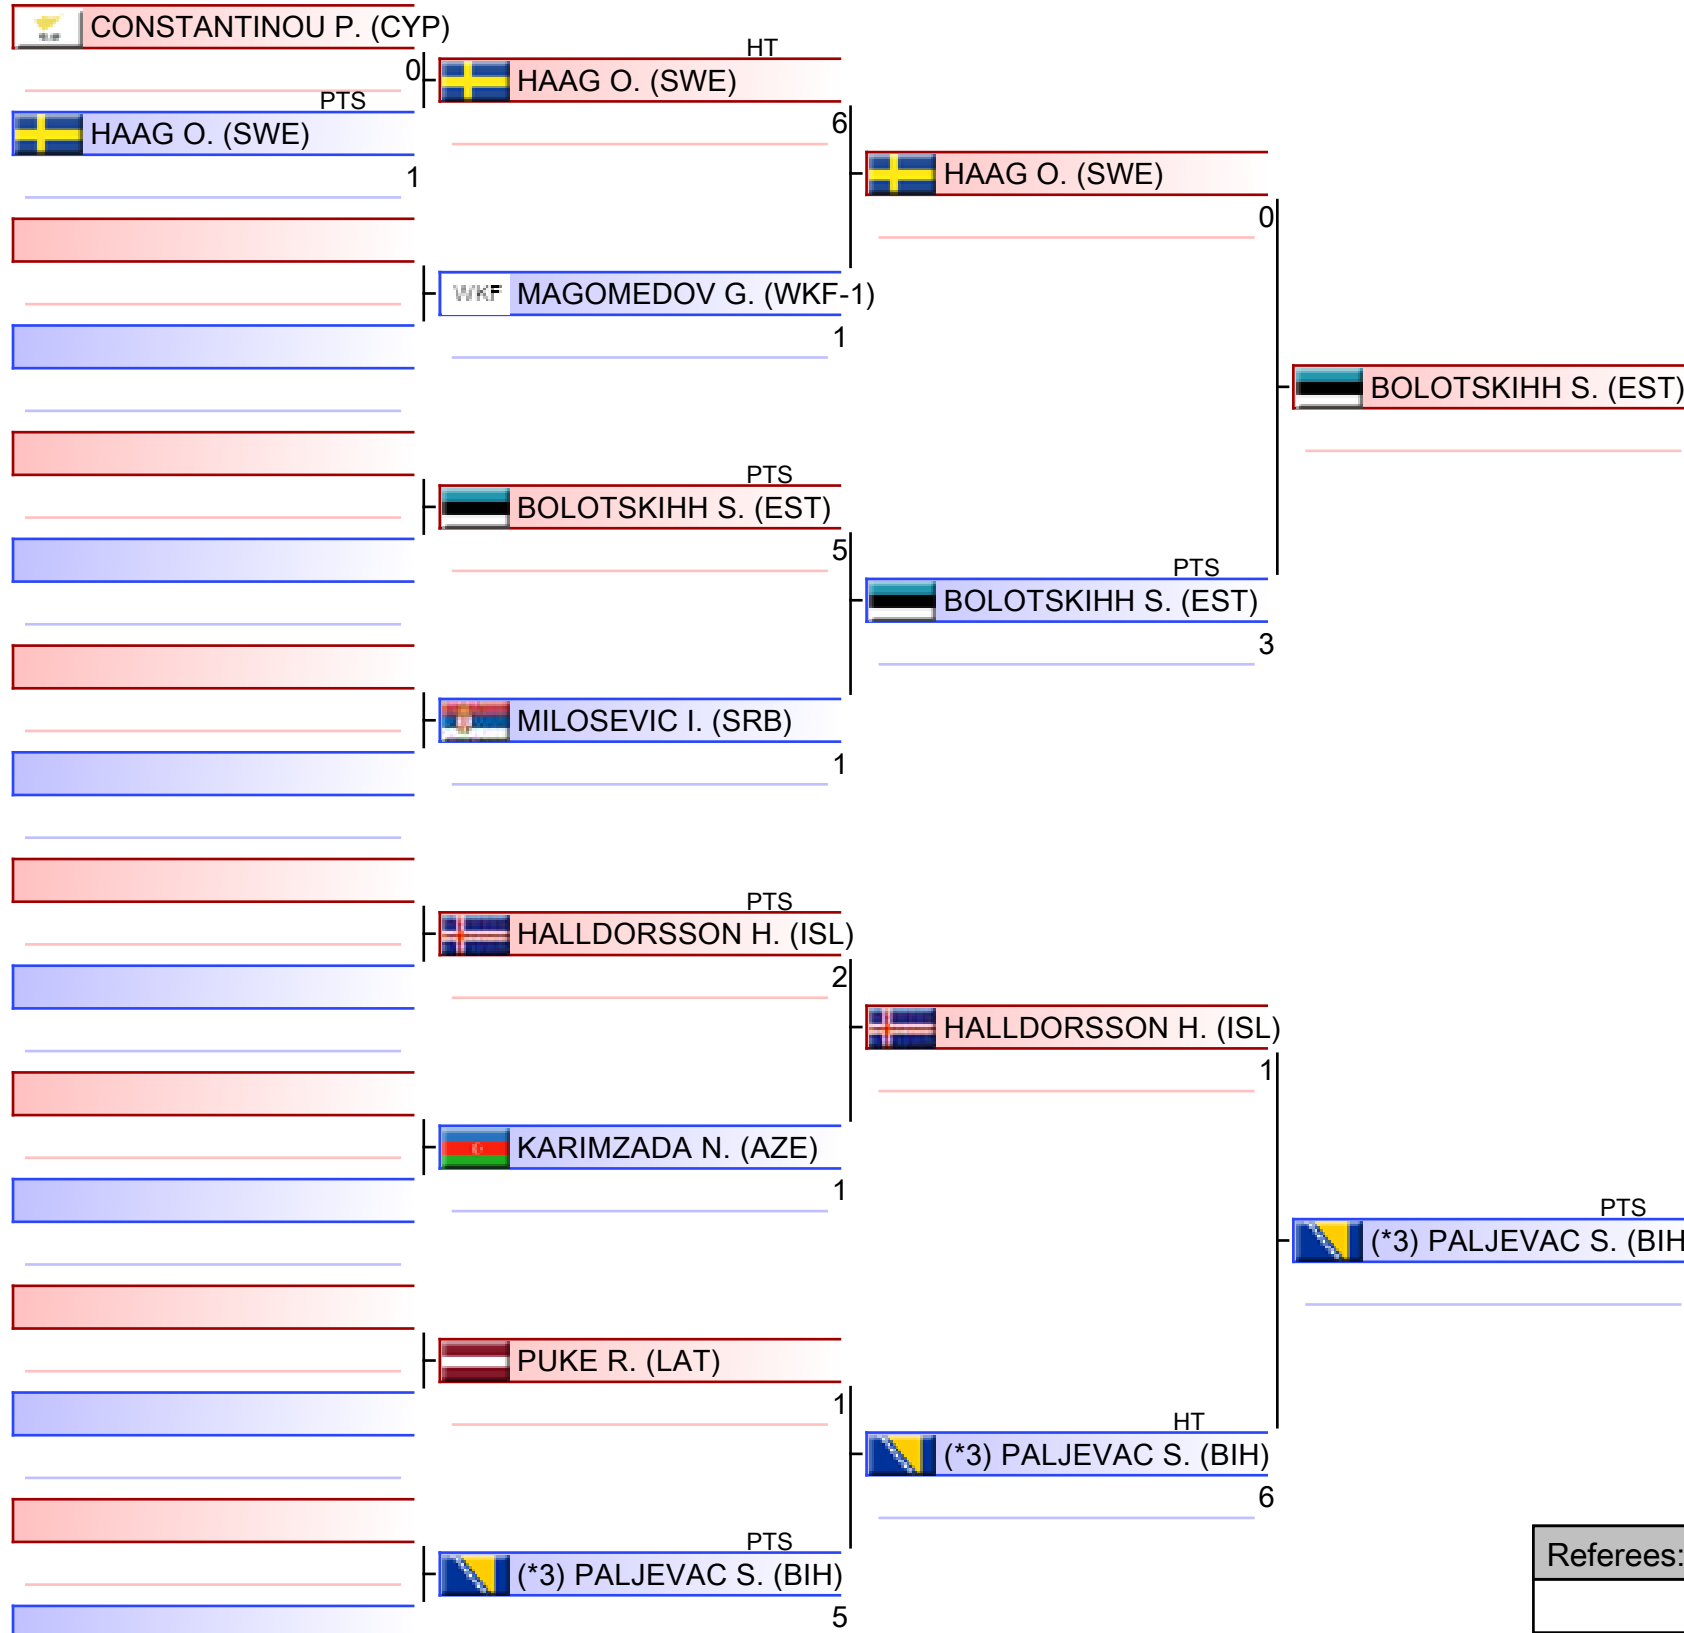 CONSTANTINOU P. (CYP)
0
PTS
HAAG O. (SWE)
1
HT
HAAG O. (SWE)
6
WKF MAGOMEDOV G. (WKF-1)
1
HAAG O. (SWE)
0
BOLOTSKIHH S. (EST)
PTS
BOLOTSKIHH S. (EST)
5
PTS
BOLOTSKIHH S. (EST)
3
MILOSEVIC I. (SRB)
1
PTS
HALLDORSSON H. (ISL)
2
HALLDORSSON H. (ISL)
1
KARIMZADA N. (AZE)
1
PTS
(*3) PALJEVAC S. (BIH
PUKE R. (LAT)
1
HT
(*3) PALJEVAC S. (BIH)
6
PTS
(*3) PALJEVAC S. (BIH)
5
Referees: